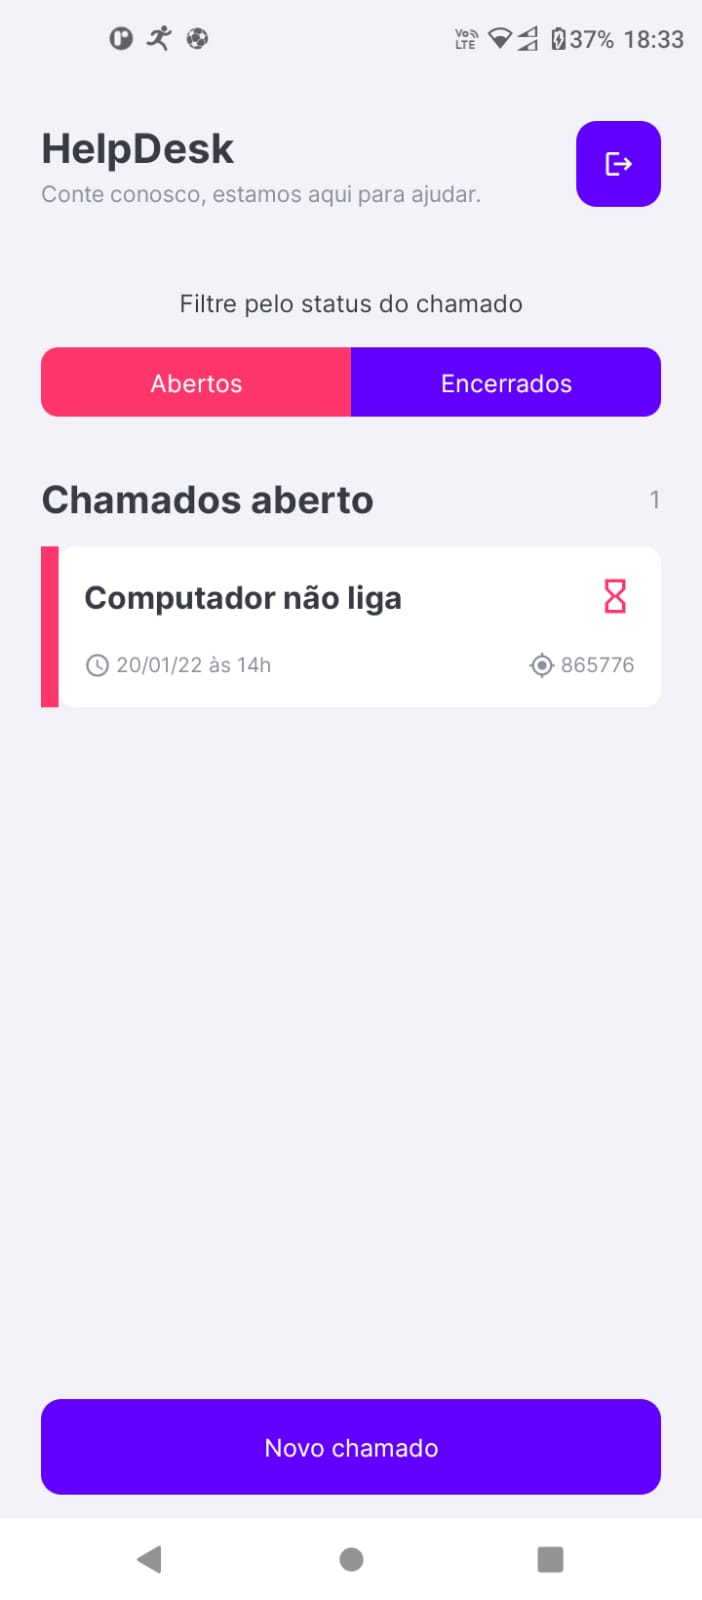 Vo LTE 37% 18:33
HelpDesk
Conte conosco, estamos aqui para ajudar.
Filtre pelo status do chamado
Abertos Encerrados
Chamados aberto 1
Computador não liga
20/01/22 às 14h 865776
Novo chamado